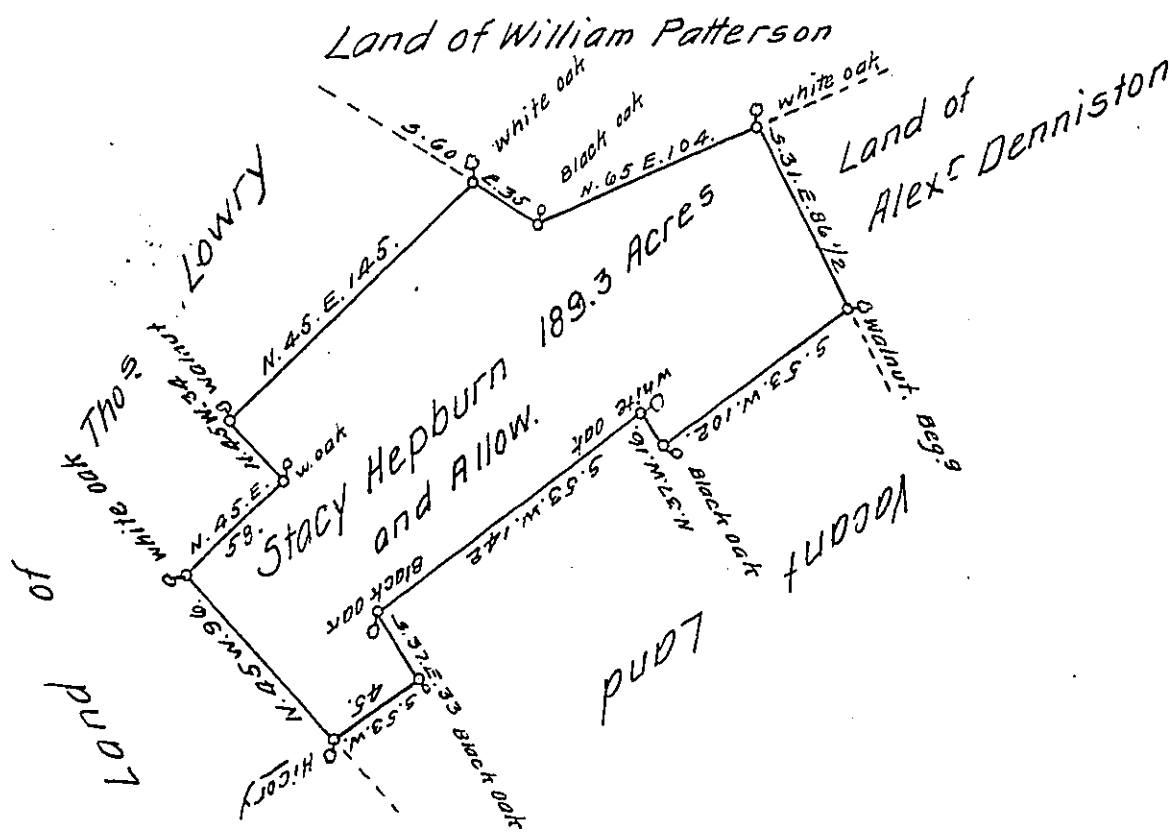 Land of William Patterson
white oak
Black oak
white oak
S.60
E.35
N.65 E.104.
S.31.E.86 1/2
Land of
Alexr Denniston
Lowry
Thos
walnut
white oak
of
Land
N.45.E.145.
N.45W.34
w.oak
N.45.E.
59.
N.45W.96.
Stacy Hepburn 189.3 Acres
and Allow.
walnut. Beg.g
S.53.W.102.
Black oak
N.37W.16.
white oak
S.53.W.142
Black oak
S.37.E.33
Black oak
S.53.W.
45.
Hicory
Vacant
Land